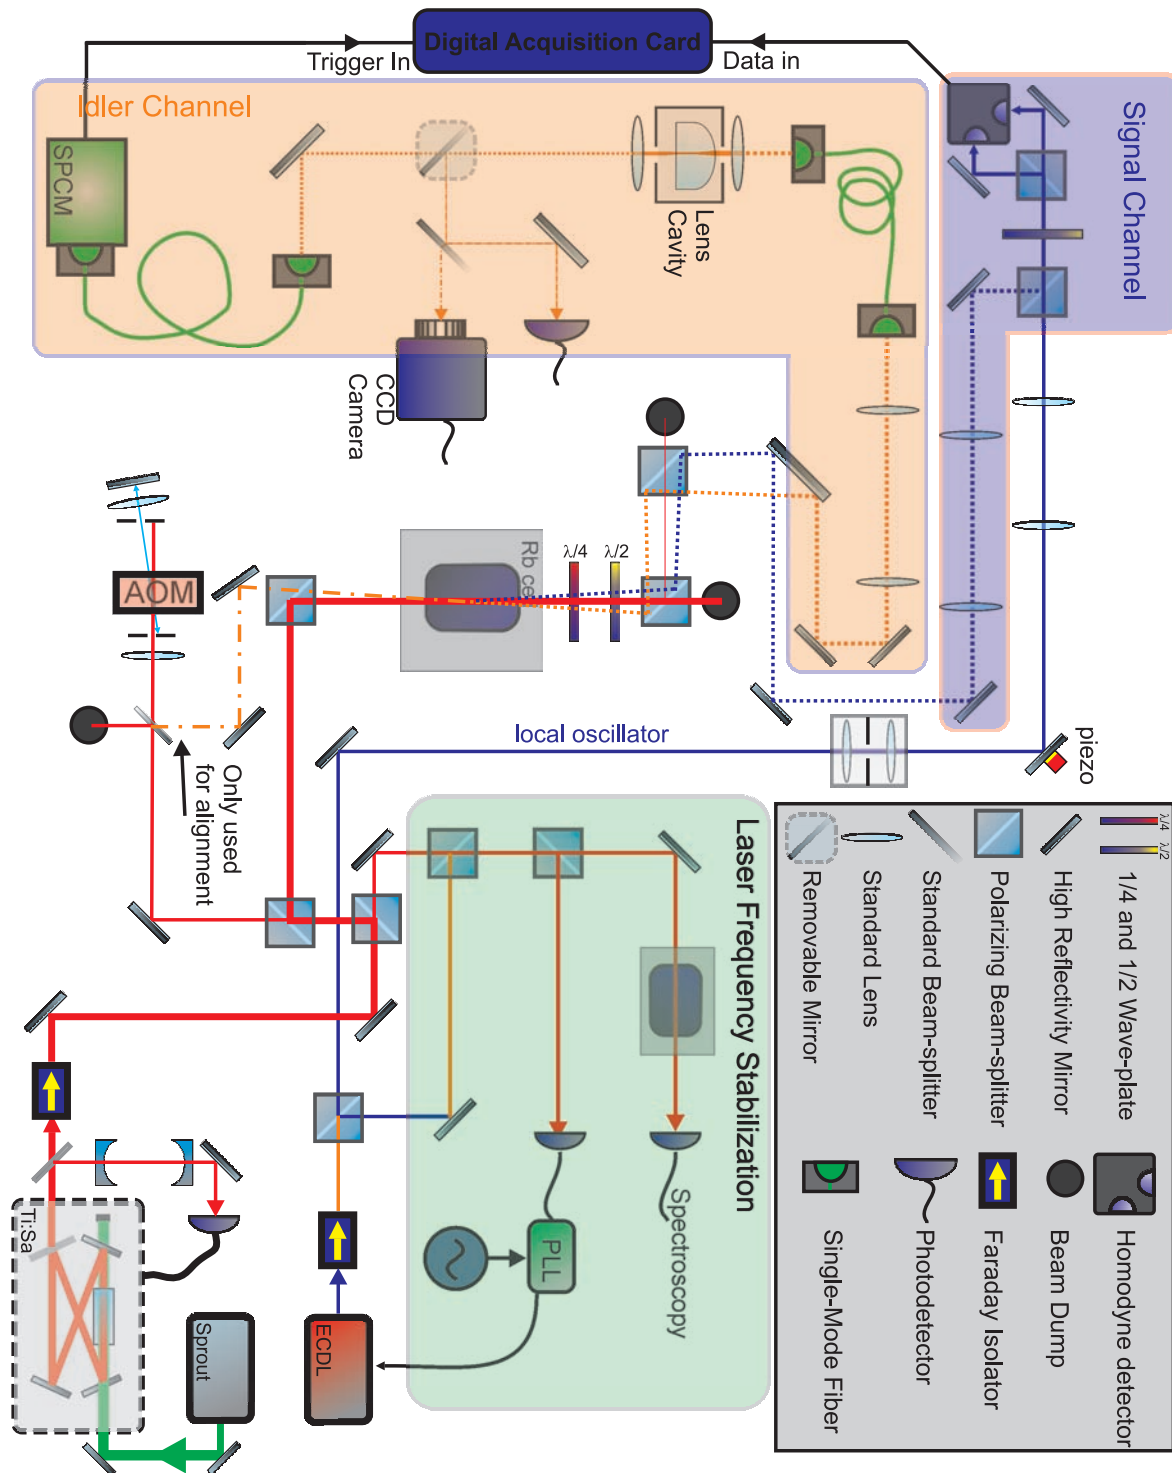 Digital Acquisition Card
Trigger In
Data in
Idler Channel
Signal Channel
SPCM
Lens
Cavity
CCD
Camera
λ/4
λ/2
Rb ce
AOM
Only used
for alignment
local oscillator
piezo
Laser Frequency Stabilization
Spectroscopy
PLL
ECDL
Ti:Sa
Sprout
λ/4
λ/2
1/4 and 1/2 Wave-plate
High Reflectivity Mirror
Polarizing Beam-splitter
Standard Beam-splitter
Standard Lens
Removable Mirror
Homodyne detector
Beam Dump
Faraday Isolator
Photodetector
Single-Mode Fiber